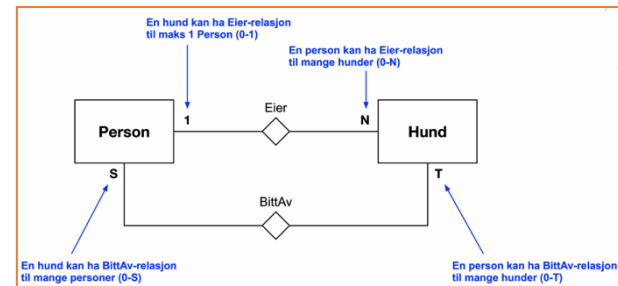 En hund kan ha Eier-relasjon
til maks 1 Person (0-1)
En person kan ha Eier-relasjon
til mange hunder (0-N)
Eier
1
N
Person
Hund
S
T
BittAv
En hund kan ha BittAv-relasjon
til mange personer (0-S)
En person kan ha BittAv-relasjon
til mange hunder (0-T)